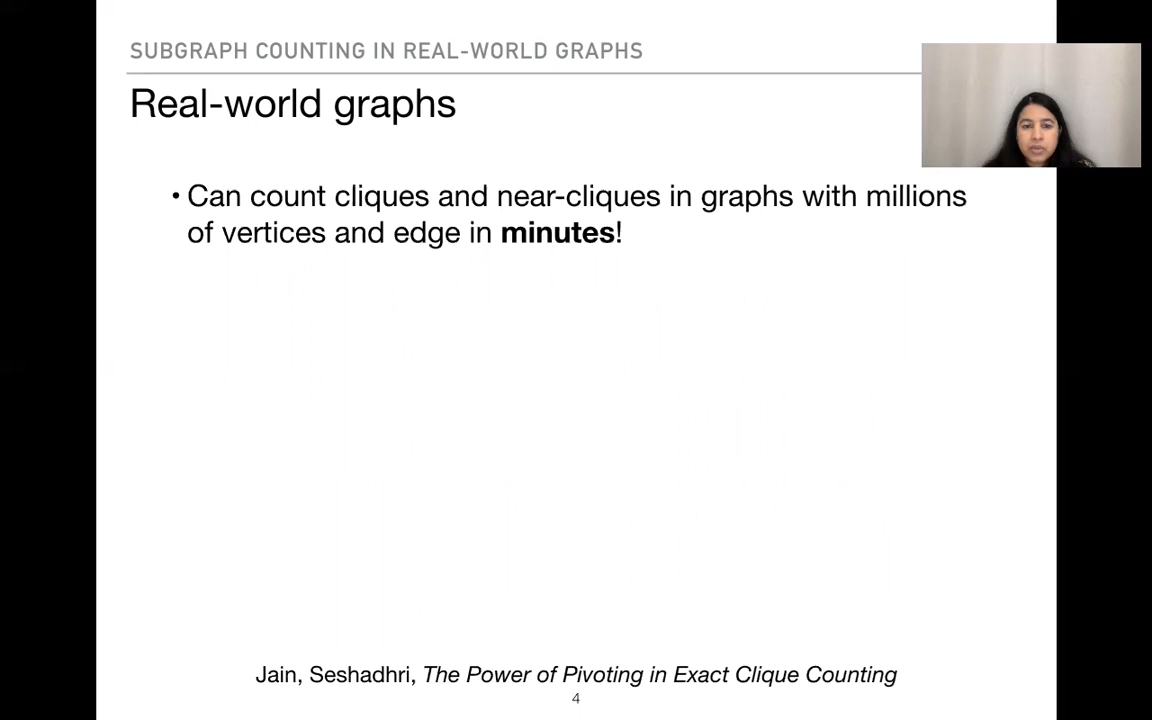 SUBGRAPH COUNTING IN REAL-WORLD GRAPHS
Real-world graphs
• Can count cliques and near-cliques in graphs with millions
of vertices and edge in minutes!
Jain, Seshadhri, The Power of Pivoting in Exact Clique Counting
4